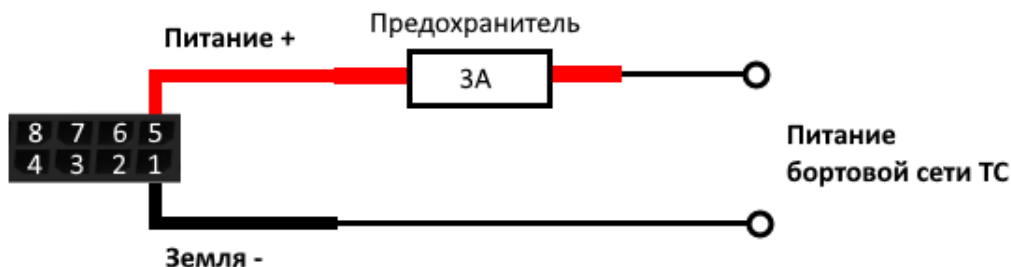 Предохранитель
Питание +
3А
8 7 6 5
4 3 2 1
Питание
бортовой сети ТС
Земля -